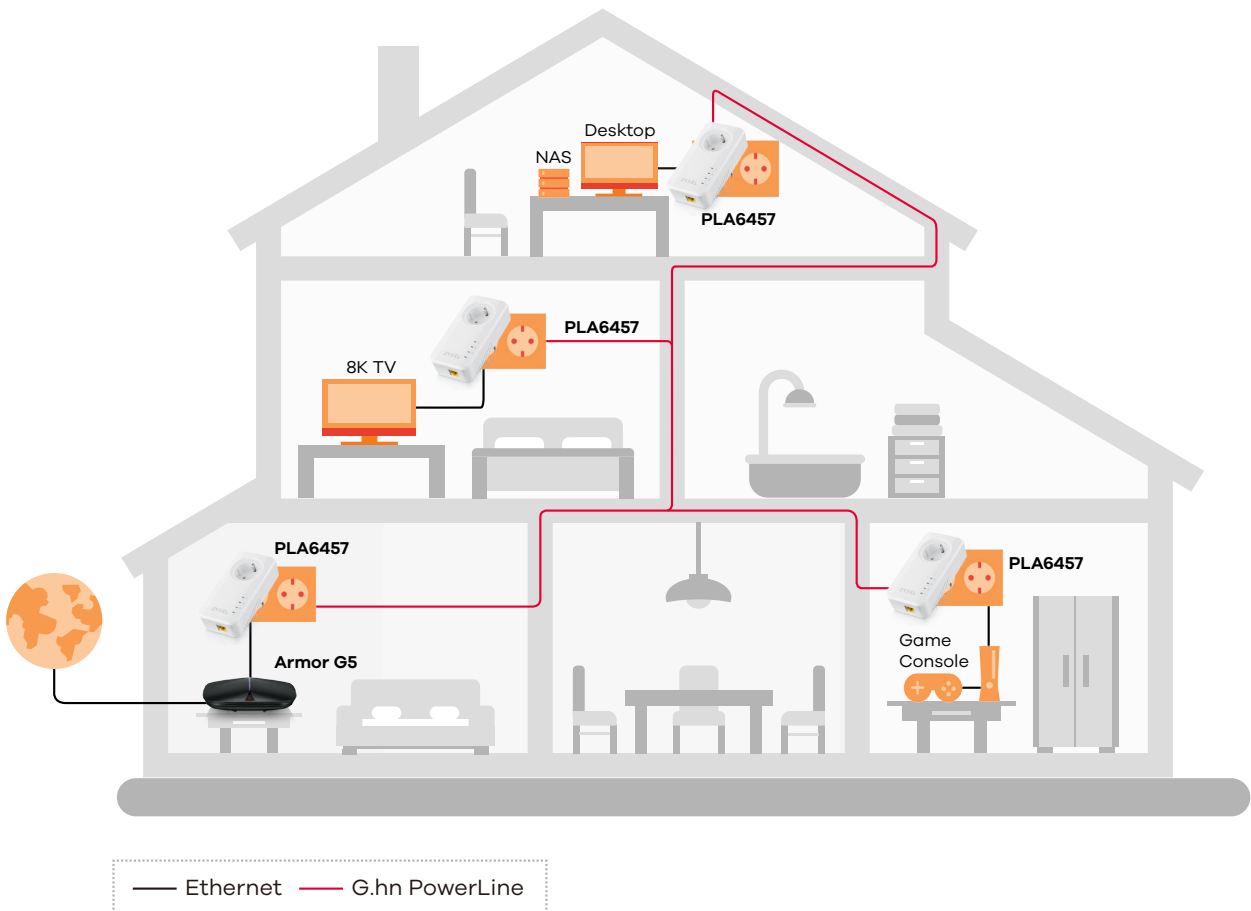 Desktop
NAS
PLA6457
PLA6457
8K TV
PLA6457
PLA6457
Armor G5
Game
Console
Ethernet
G.hn PowerLine